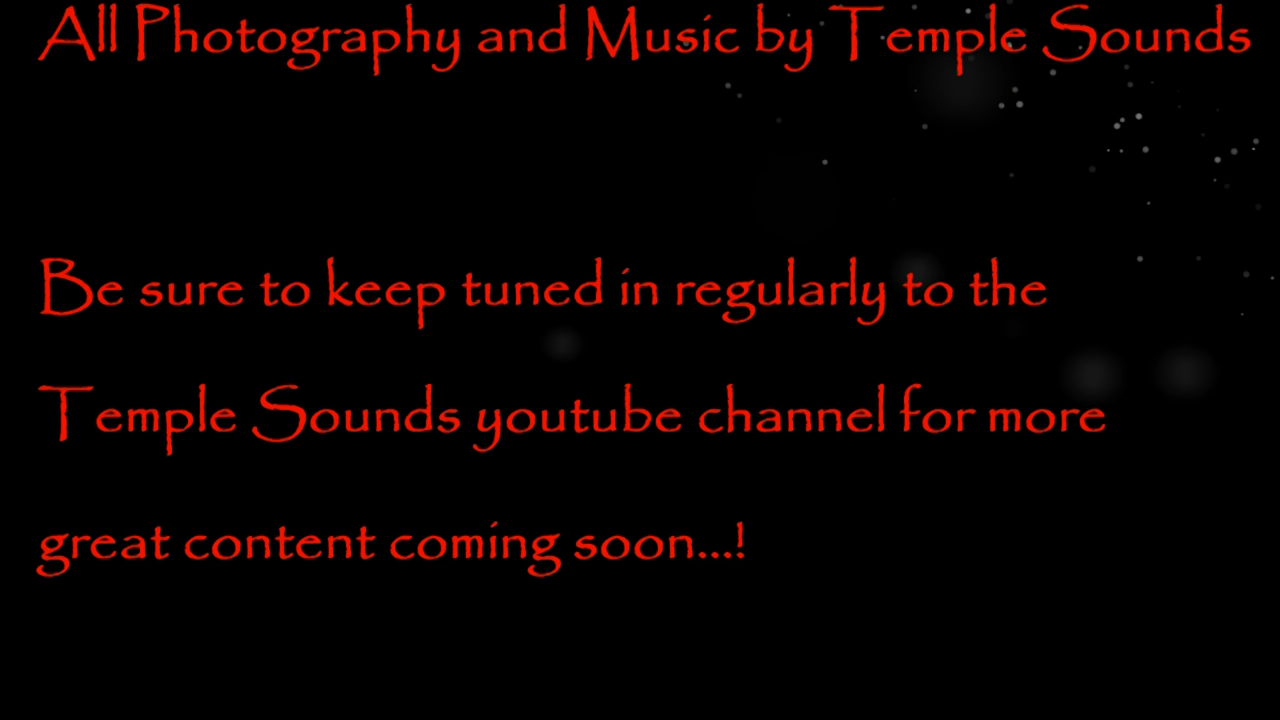 All Photography and Music by Temple Sounds
Be sure to keep tuned in regularly to the
Temple Sounds youtube channel for more
great content coming soon...!